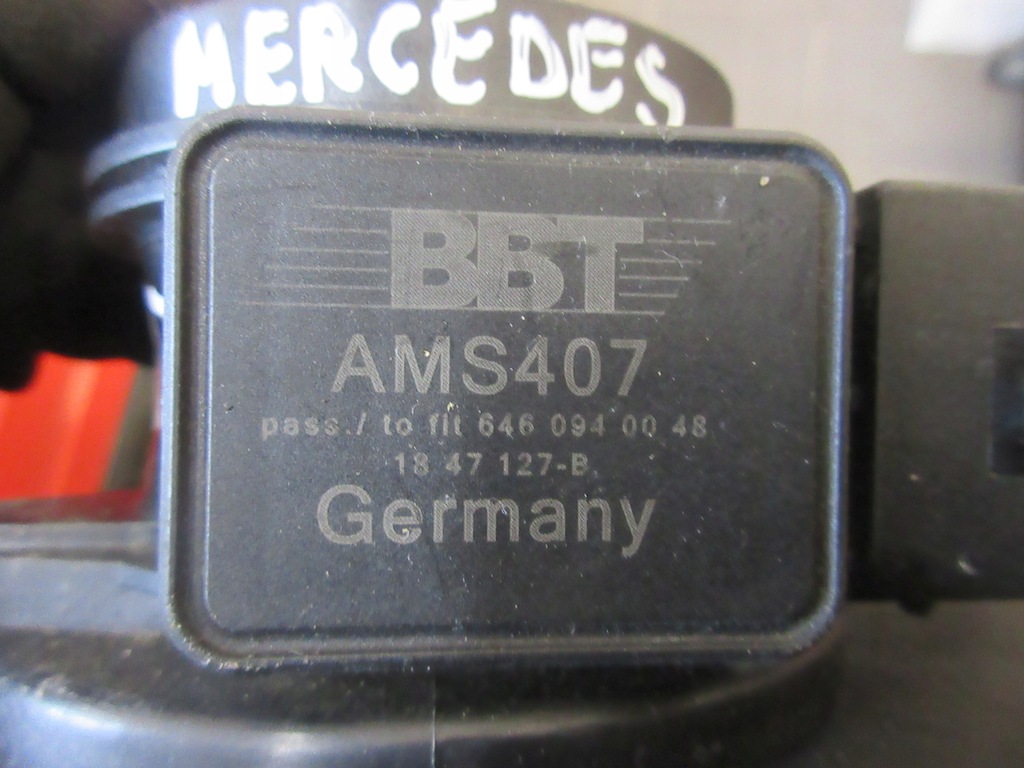 MERCEDES
BBT
AMS407
pass./ to fit 646 094 00 48
18 47 127-B
Germany